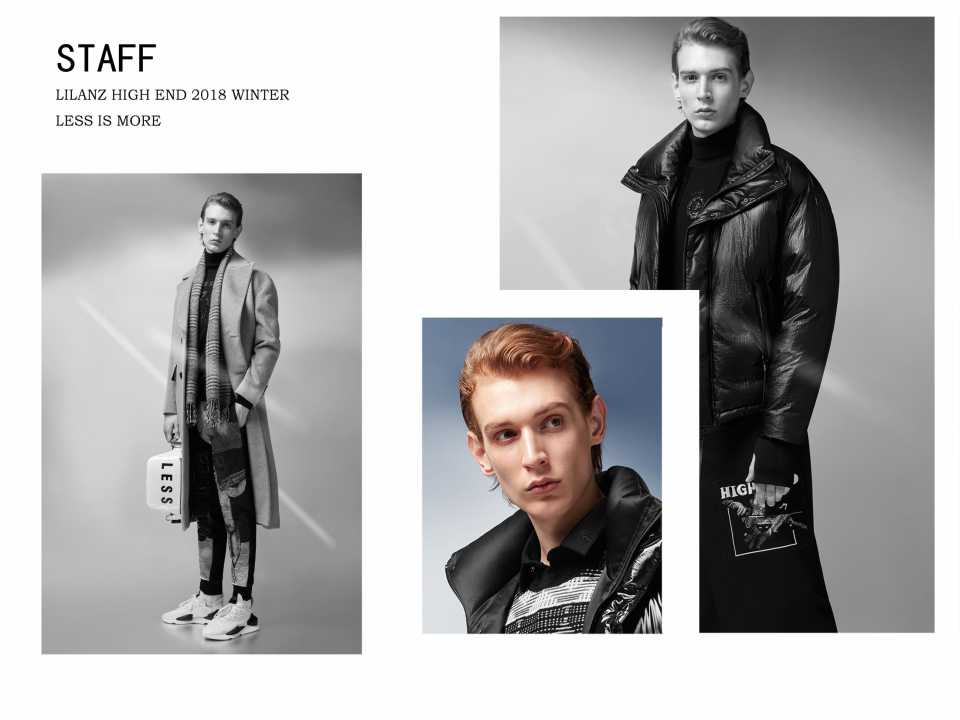 STAFF
LILANZ HIGH END 2018 WINTER
LESS IS MORE
LESS
HIGH